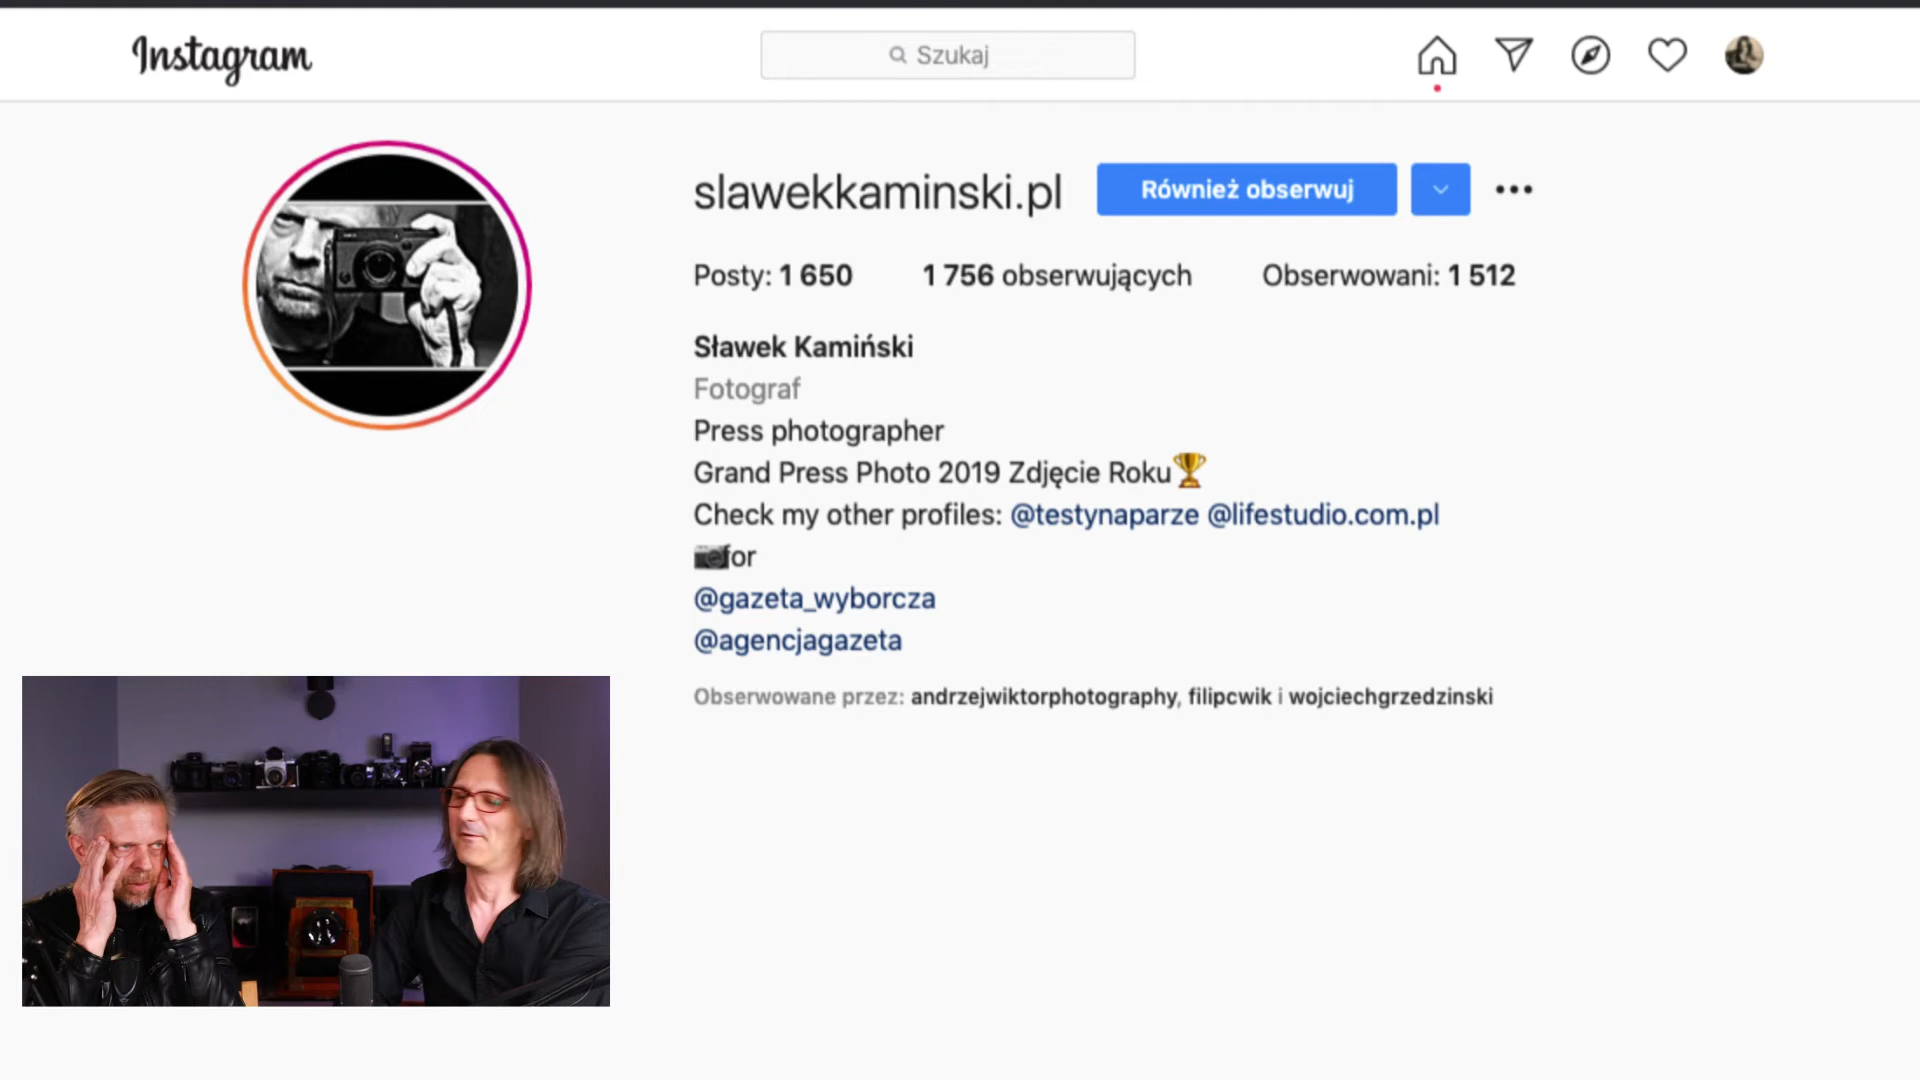 Instagram
Szukaj
slawekkaminski.pl
Również obserwuj
Posty: 1 650 1 756 obserwujących Obserwowani: 1 512
Sławek Kamiński
Fotograf
Press photographer
Grand Press Photo 2019 Zdjęcie Roku🏆
Check my other profiles: @testynaparze @lifestudio.com.pl
📷for
@gazeta_wyborcza
@agencjagazeta
Obserwowane przez: andrzejwiktorphotography, filipcwik i wojciechgrzedzinski